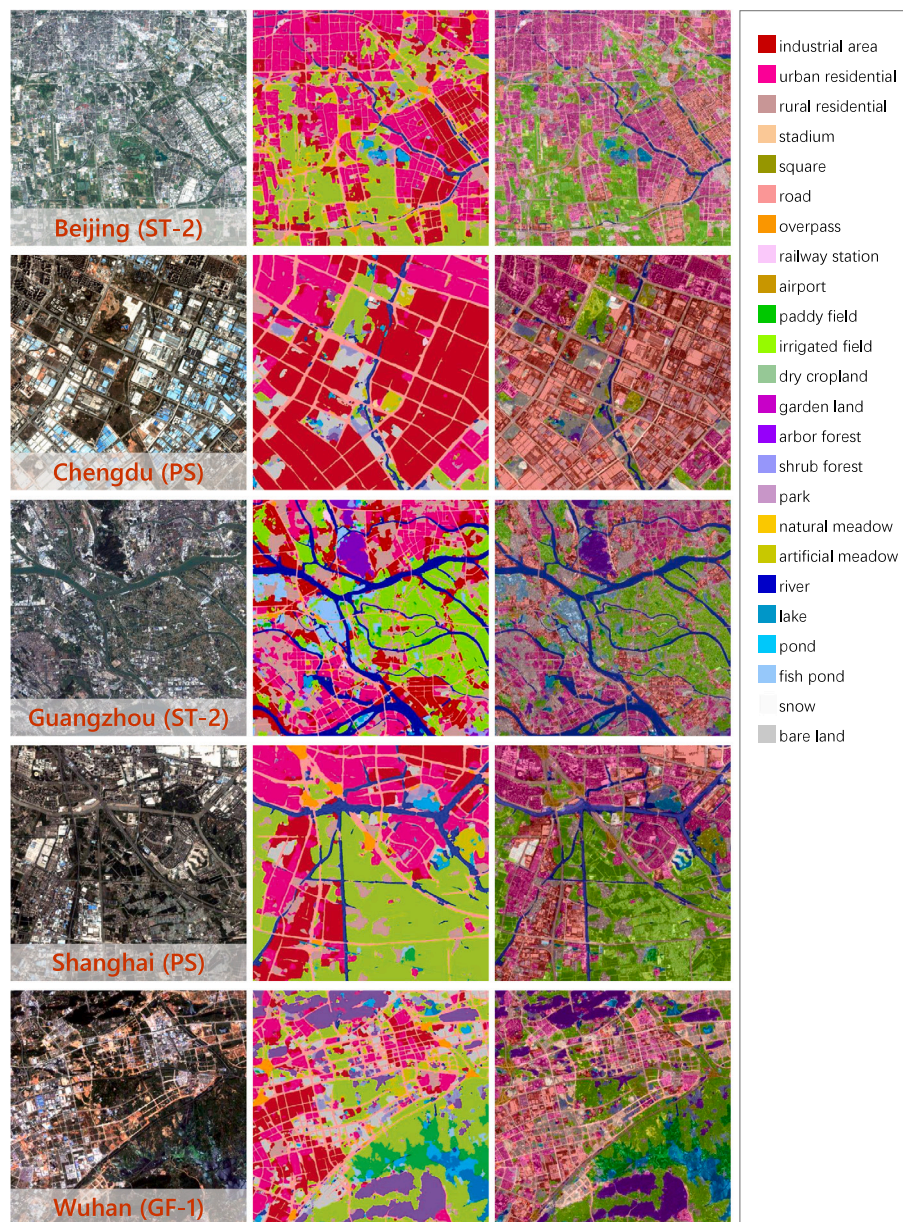 Beijing (ST-2)
Chengdu (PS)
Guangzhou (ST-2)
Shanghai (PS)
Wuhan (GF-1)
industrial area
urban residential
rural residential
stadium
square
road
overpass
railway station
airport
paddy field
irrigated field
dry cropland
garden land
arbor forest
shrub forest
park
natural meadow
artificial meadow
river
lake
pond
fish pond
snow
bare land